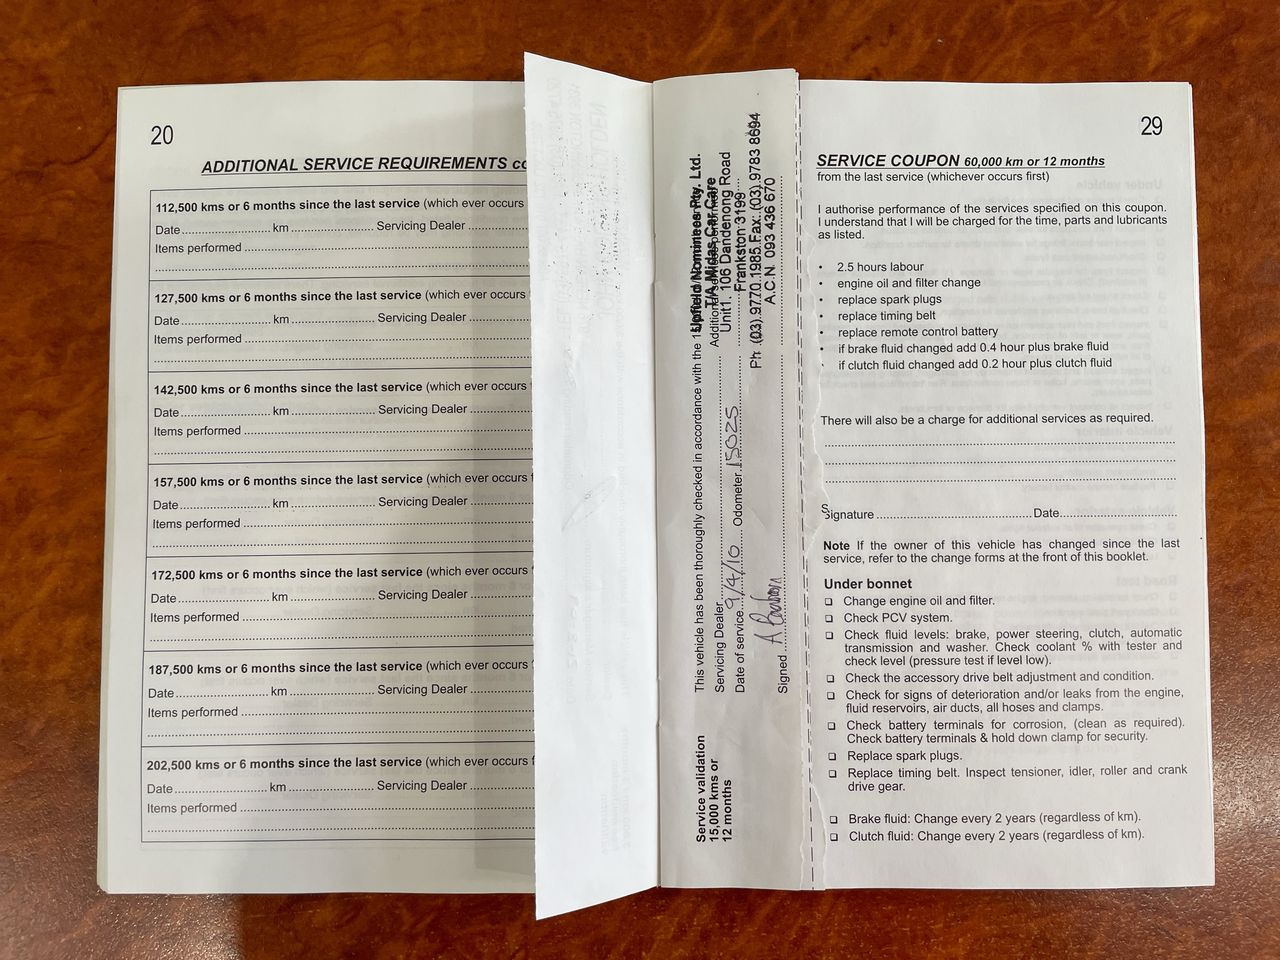 20
ADDITIONAL SERVICE REQUIREMENTS
112,500 kms or 6 months since the last service (which ever occurs
Date.............................. km ......................... Servicing Dealer ..................
Items performed ..........................................................................
.......................................................................................................
127,500 kms or 6 months since the last service (which ever occurs
Date.............................. km ......................... Servicing Dealer ..................
Items performed ..........................................................................
.......................................................................................................
142,500 kms or 6 months since the last service (which ever occurs
Date.............................. km ......................... Servicing Dealer ..................
Items performed ..........................................................................
.......................................................................................................
157,500 kms or 6 months since the last service (which ever occurs
Date.............................. km ......................... Servicing Dealer ..................
Items performed ..........................................................................
.......................................................................................................
172,500 kms or 6 months since the last service (which ever occurs
Date.............................. km ......................... Servicing Dealer ..................
Items performed ..........................................................................
.......................................................................................................
187,500 kms or 6 months since the last service (which ever occurs
Date.............................. km ......................... Servicing Dealer ..................
Items performed ..........................................................................
.......................................................................................................
202,500 kms or 6 months since the last service (which ever occurs
Date.............................. km ......................... Servicing Dealer ..................
Items performed ..........................................................................
.......................................................................................................
Service validation
15,000 kms or
12 months
This vehicle has been thoroughly checked in accordance with the
Servicing Dealer
Date of service 9/4/10 Odometer 15025
Signed
Upfield Nominees Pty. Ltd.
T/A Midas Car Care
Unit1. 106 Dandenong Road
Frankston 3199
Ph: (03) 9770 1985 Fax: (03) 9783 8694
A.C.N. 093 436 670
29
SERVICE COUPON 60,000 km or 12 months
from the last service (whichever occurs first)
I authorise performance of the services specified on this coupon.
I understand that I will be charged for the time, parts and lubricants
as listed.
• 2.5 hours labour
• engine oil and filter change
• replace spark plugs
• replace timing belt
• replace remote control battery
• if brake fluid changed add 0.4 hour plus brake fluid
• if clutch fluid changed add 0.2 hour plus clutch fluid
There will also be a charge for additional services as required.
Signature ................................................ Date....................................
Note If the owner of this vehicle has changed since the last
service, refer to the change forms at the front of this booklet.
Under bonnet
❏ Change engine oil and filter.
❏ Check PCV system.
❏ Check fluid levels: brake, power steering, clutch, automatic
transmission and washer. Check coolant % with tester and
check level (pressure test if level low).
❏ Check the accessory drive belt adjustment and condition.
❏ Check for signs of deterioration and/or leaks from the engine,
fluid reservoirs, air ducts, all hoses and clamps.
❏ Check battery terminals for corrosion, (clean as required).
Check battery terminals & hold down clamp for security.
❏ Replace spark plugs.
❏ Replace timing belt. Inspect tensioner, idler, roller and crank
drive gear.
❏ Brake fluid: Change every 2 years (regardless of km).
❏ Clutch fluid: Change every 2 years (regardless of km).